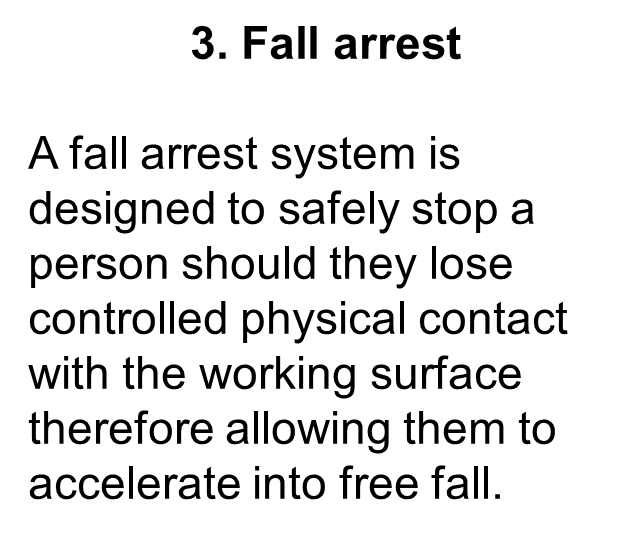 3. Fall arrest
A fall arrest system is
designed to safely stop a
person should they lose
controlled physical contact
with the working surface
therefore allowing them to
accelerate into free fall.